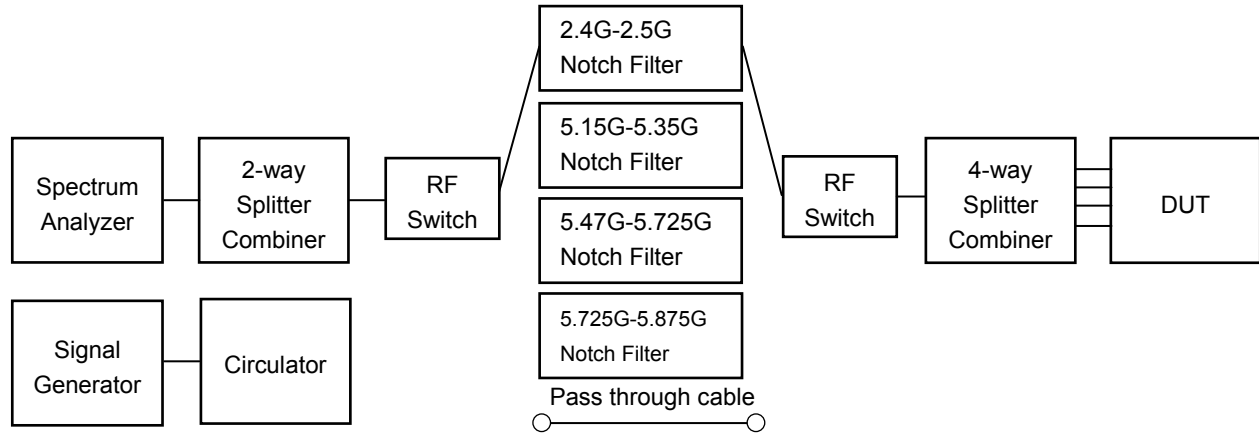 2.4G-2.5G
Notch Filter
5.15G-5.35G
Notch Filter
Spectrum
Analyzer
2-way
Splitter
Combiner
RF
Switch
RF
Switch
4-way
Splitter
Combiner
DUT
5.47G-5.725G
Notch Filter
5.725G-5.875G
Notch Filter
Signal
Generator
Circulator
Pass through cable